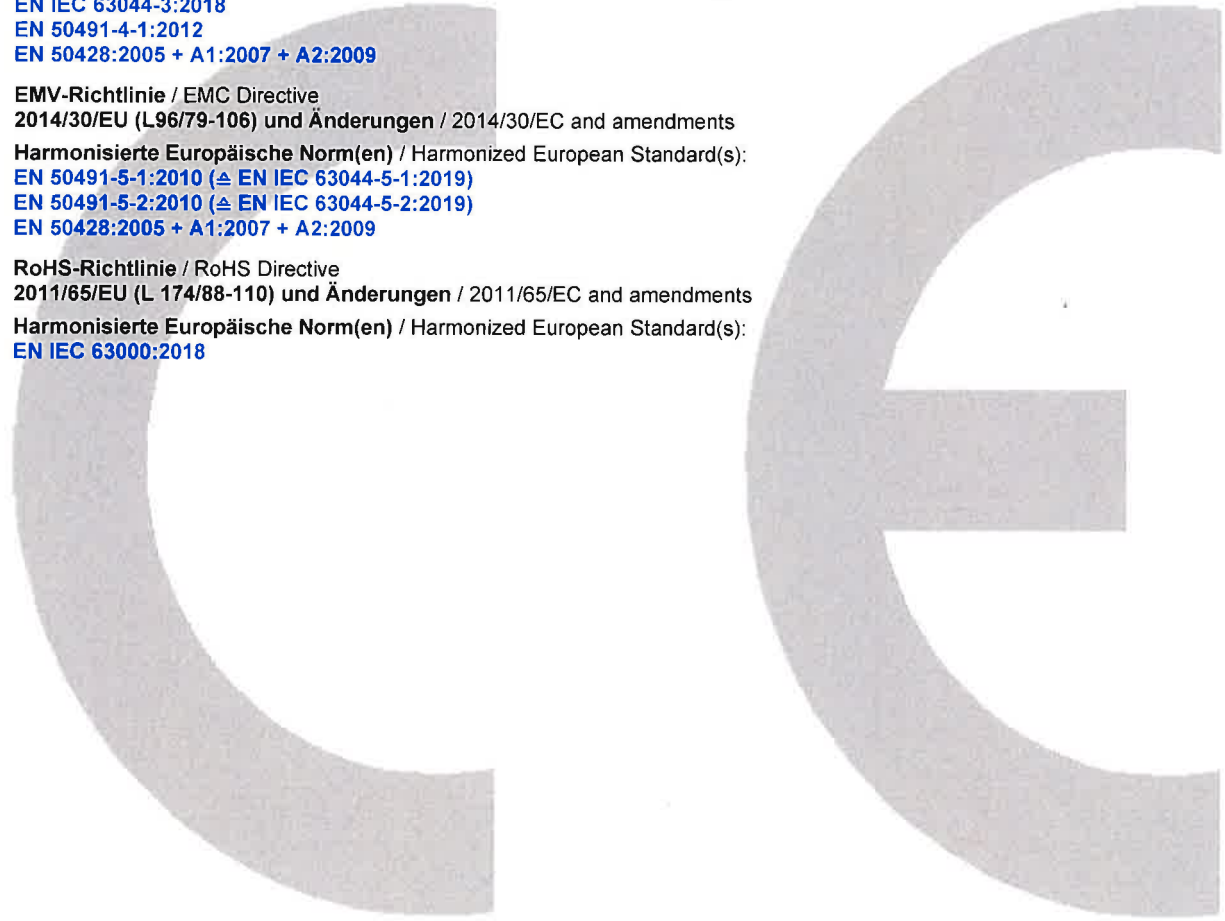 EN IEC 63044-3:2018
EN 50491-4-1:2012
EN 50428:2005 + A1:2007 + A2:2009
EMV-Richtlinie / EMC Directive
2014/30/EU (L96/79-106) und Änderungen / 2014/30/EC and amendments
Harmonisierte Europäische Norm(en) / Harmonized European Standard(s):
EN 50491-5-1:2010 (≙ EN IEC 63044-5-1:2019)
EN 50491-5-2:2010 (≙ EN IEC 63044-5-2:2019)
EN 50428:2005 + A1:2007 + A2:2009
RoHS-Richtlinie / RoHS Directive
2011/65/EU (L 174/88-110) und Änderungen / 2011/65/EC and amendments
Harmonisierte Europäische Norm(en) / Harmonized European Standard(s):
EN IEC 63000:2018
CE